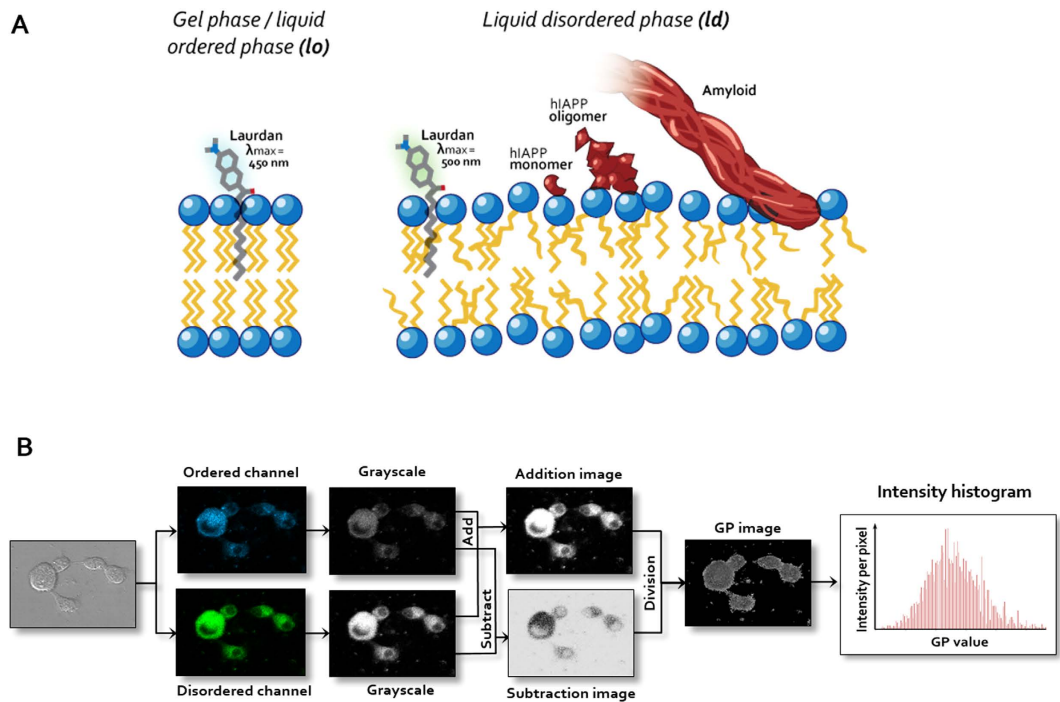 A
Gel phase / liquid
ordered phase (lo)
Liquid disordered phase (ld)
Laurdan
λmax =
450 nm
Laurdan
λmax =
500 nm
hIAPP
monomer
hIAPP
oligomer
Amyloid
B
Ordered channel
Grayscale
Addition image
Intensity histogram
GP image
Add
Subtract
Division
Intensity per pixel
GP value
Disordered channel
Grayscale
Subtraction image